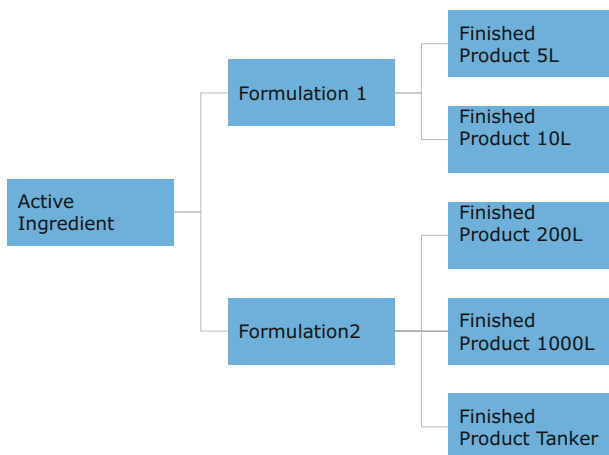 Active
Ingredient
Formulation 1
Formulation2
Finished
Product 5L
Finished
Product 10L
Finished
Product 200L
Finished
Product 1000L
Finished
Product Tanker